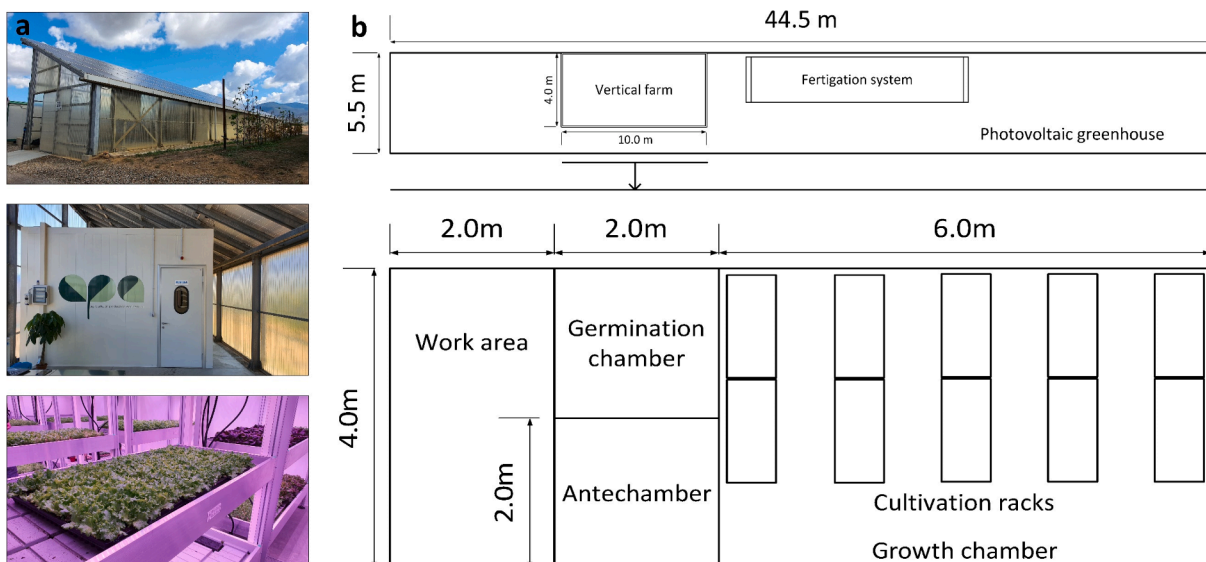 a
b
44.5 m
5.5 m
4.0 m
Vertical farm
10.0 m
Fertigation system
Photovoltaic greenhouse
2.0m
2.0m
6.0m
4.0m
Work area
Germination
chamber
2.0m
Antechamber
Cultivation racks
Growth chamber